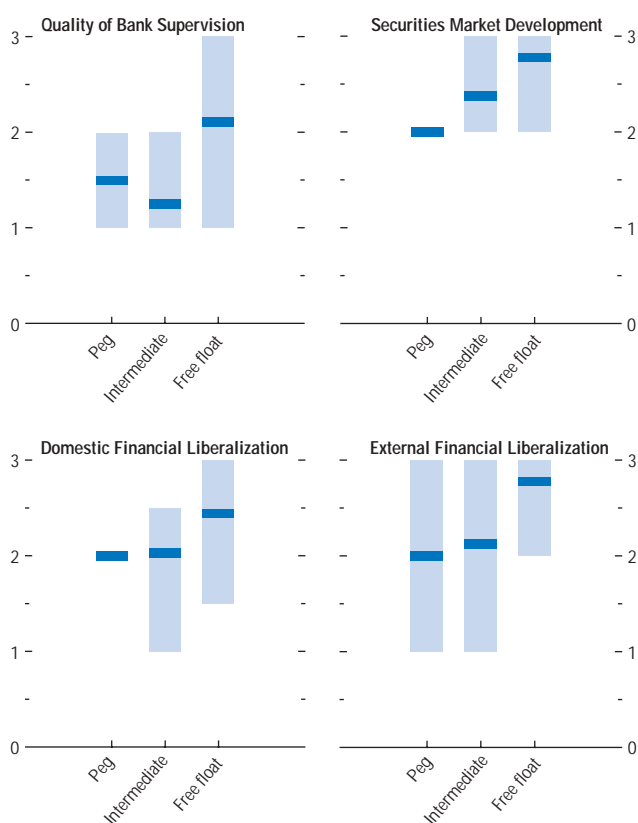 Quality of Bank Supervision
3
2
1
0
Peg
Intermediate
Free float
Securities Market Development
3
2
1
0
Peg
Intermediate
Free float
Domestic Financial Liberalization
3
2
1
0
Peg
Intermediate
Free float
External Financial Liberalization
3
2
1
0
Peg
Intermediate
Free float